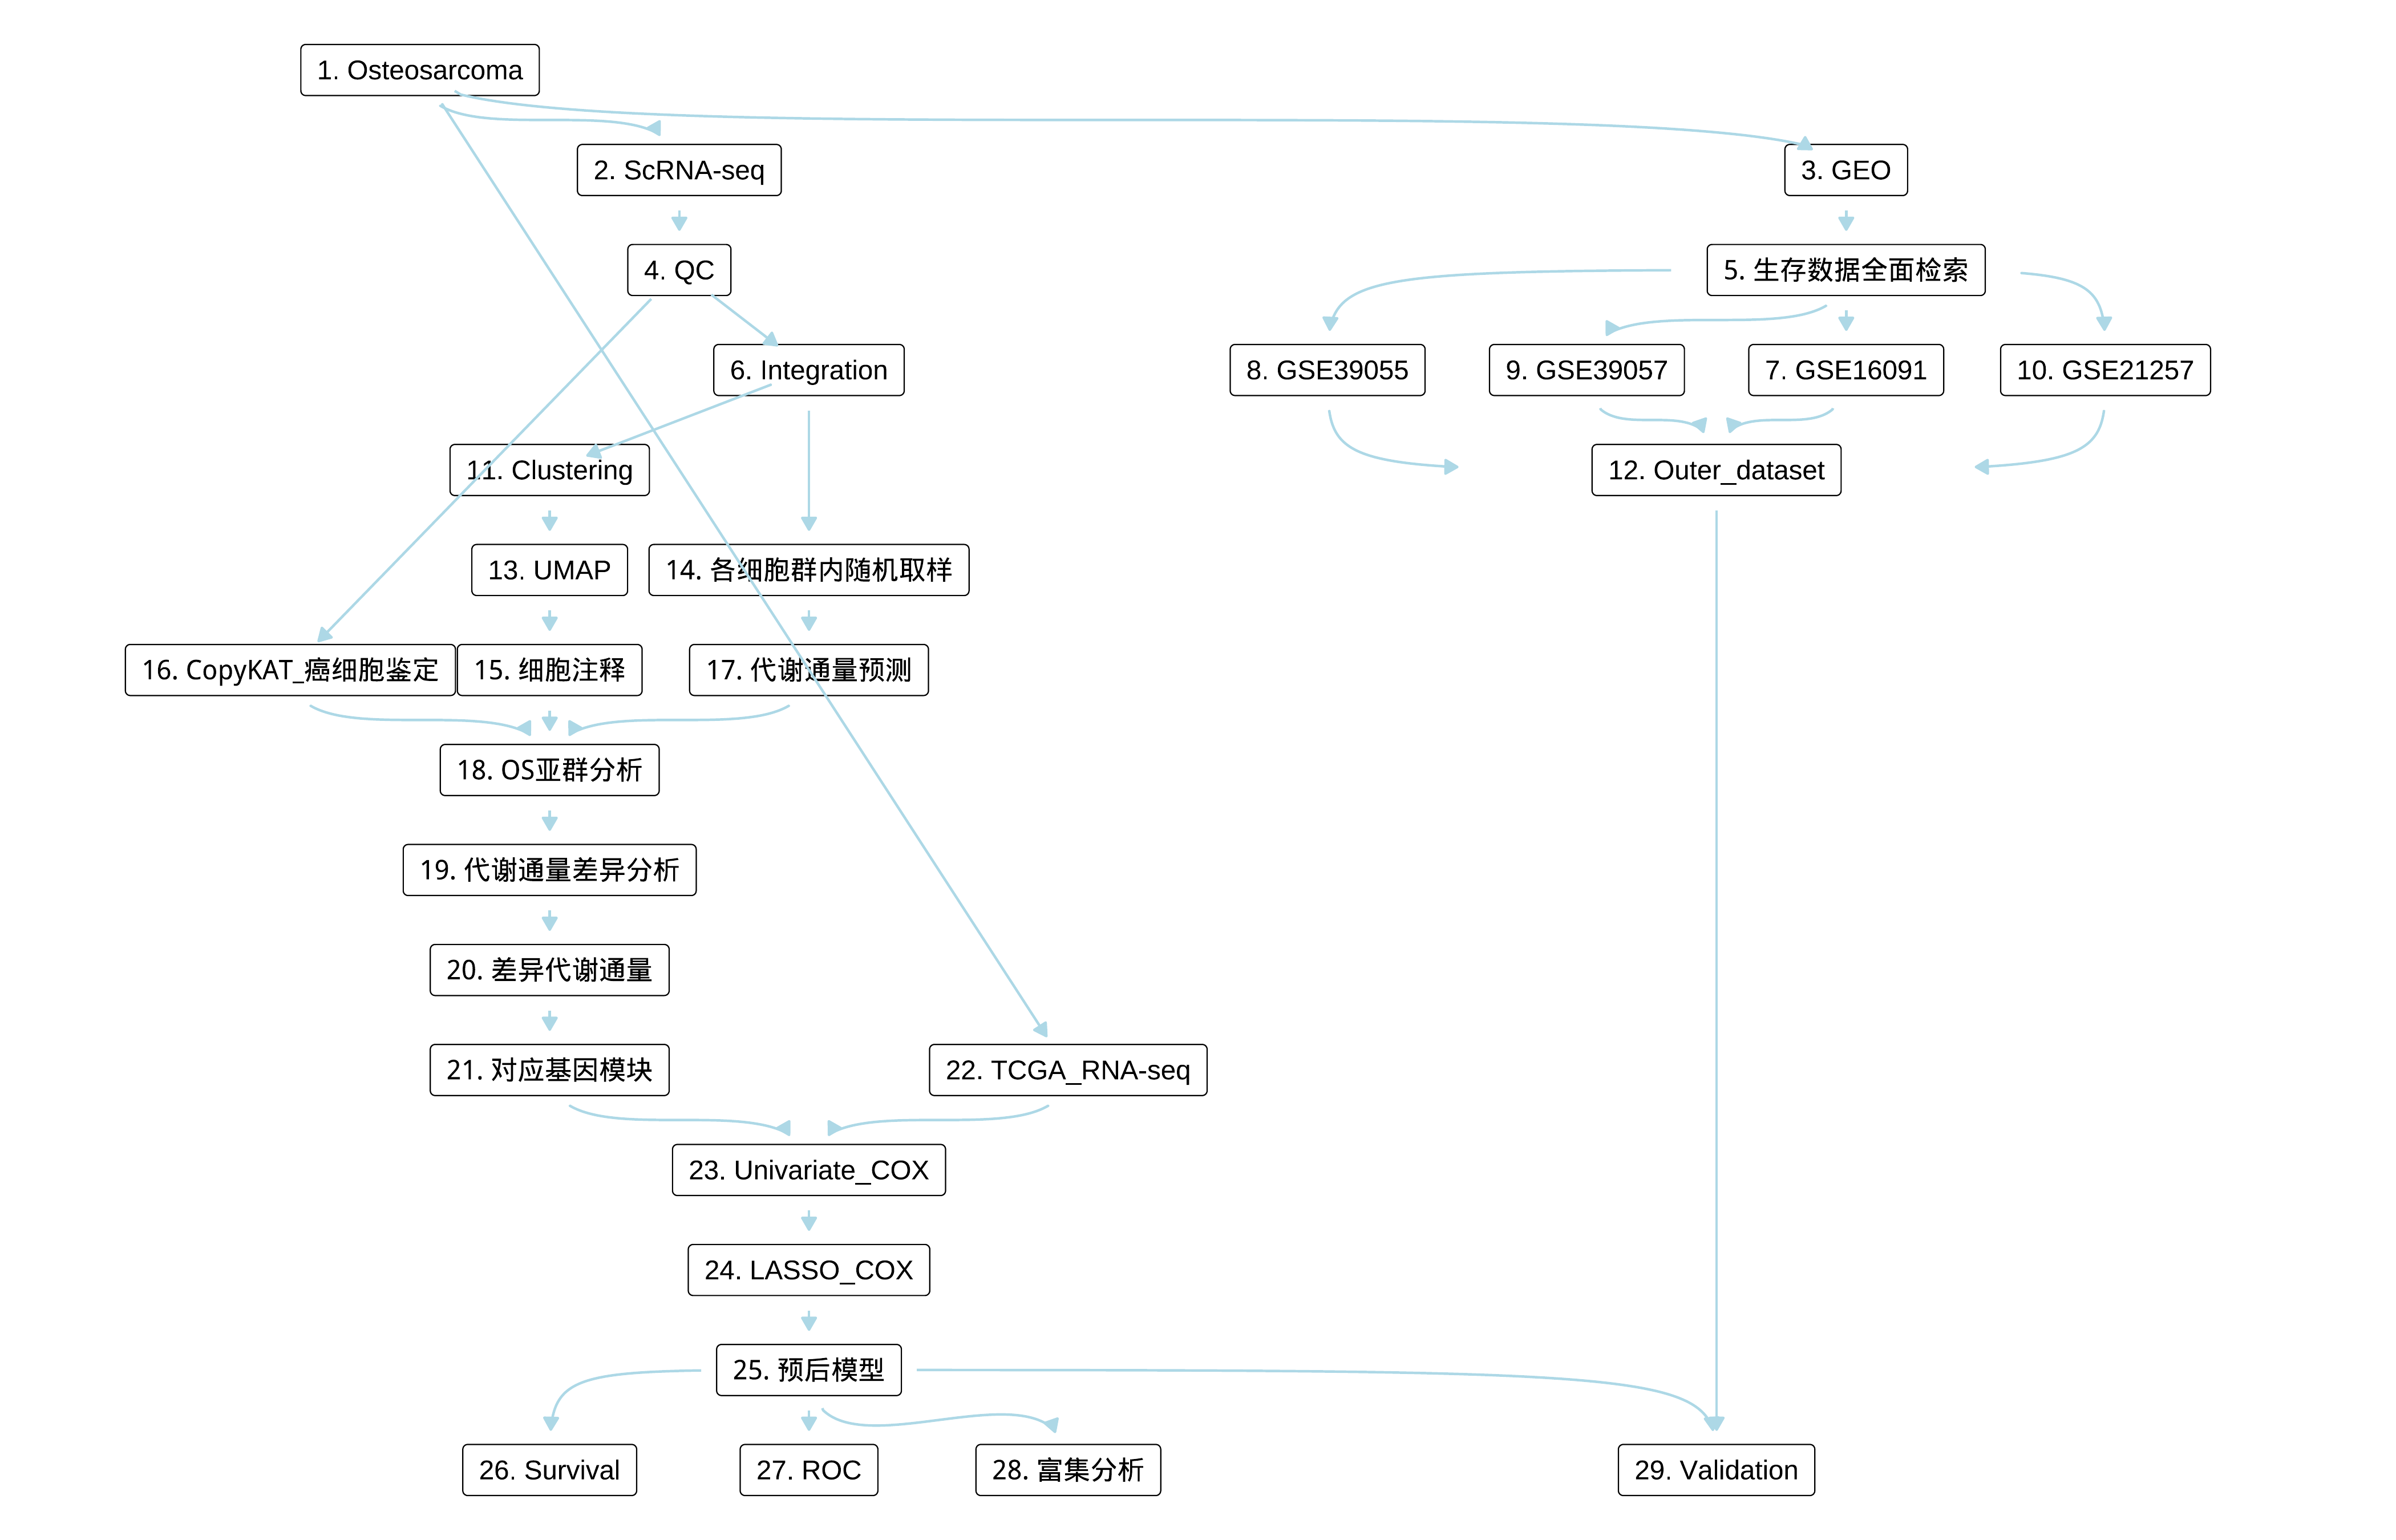 1. Osteosarcoma
2. ScRNA-seq
3. GEO
4. QC
5. 生存数据全面检索
6. Integration
8. GSE39055
9. GSE39057
7. GSE16091
10. GSE21257
11. Clustering
12. Outer_dataset
13. UMAP
14. 各细胞群内随机取样
16. CopyKAT_癌细胞鉴定
15. 细胞注释
17. 代谢通量预测
18. OS亚群分析
19. 代谢通量差异分析
20. 差异代谢通量
21. 对应基因模块
22. TCGA_RNA-seq
23. Univariate_COX
24. LASSO_COX
25. 预后模型
26. Survival
27. ROC
28. 富集分析
29. Validation